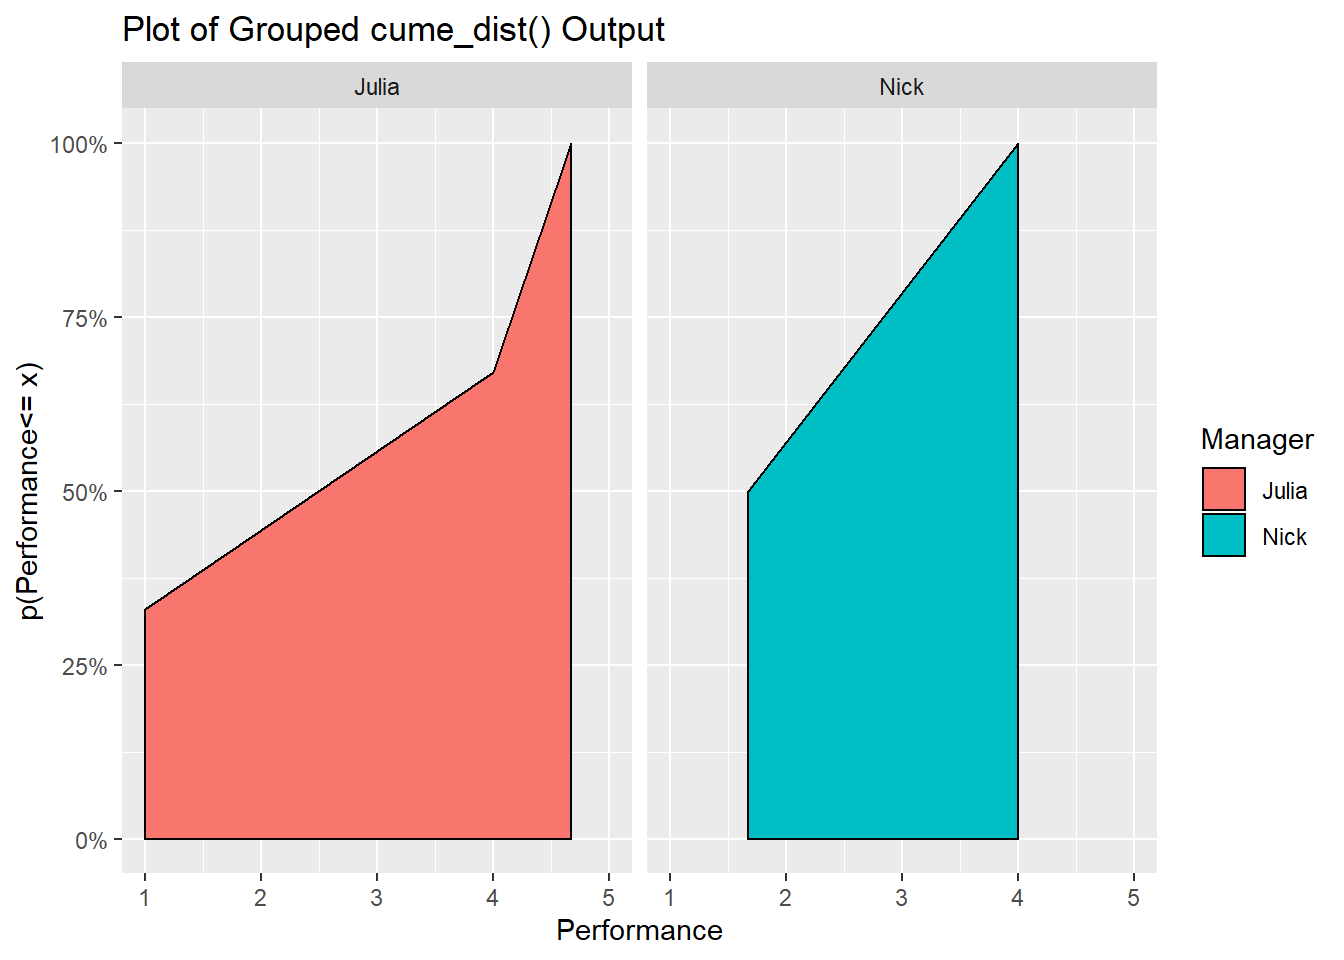 Plot of Grouped cume_dist() Output
Julia
Nick
100%
75%
50%
25%
0%
p(Performance<= x)
1 2 3 4 5
1 2 3 4 5
Performance
Manager
Julia
Nick